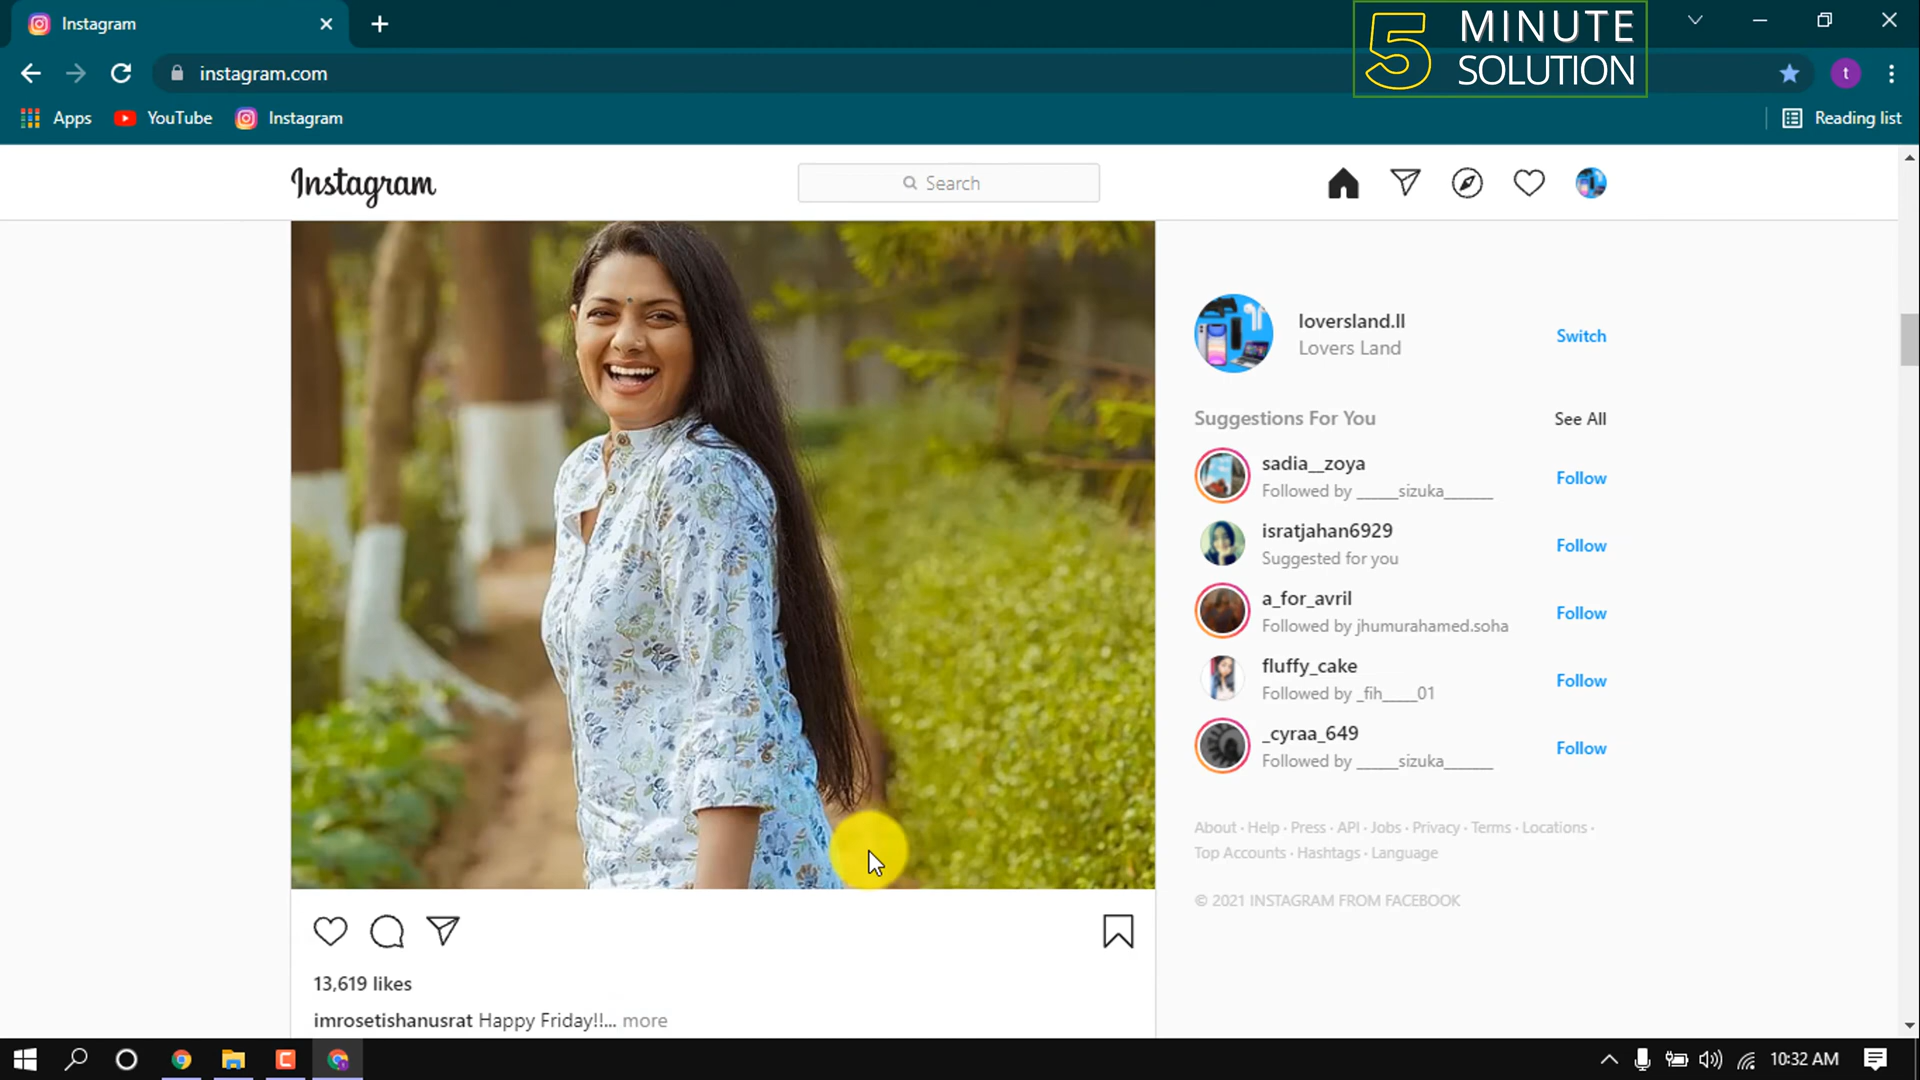 Instagram
5 MINUTE
SOLUTION
instagram.com
t
Apps
YouTube
Instagram
Reading list
Instagram
Search
loversland.ll
Lovers Land
Switch
Suggestions For You
See All
sadia__zoya
Followed by _____sizuka______
Follow
isratjahan6929
Suggested for you
Follow
a_for_avril
Followed by jhumurahamed.soha
Follow
fluffy_cake
Followed by _fih____01
Follow
_cyraa_649
Followed by _____sizuka______
Follow
About · Help · Press · API · Jobs · Privacy · Terms · Locations ·
Top Accounts · Hashtags · Language
© 2021 INSTAGRAM FROM FACEBOOK
13,619 likes
imrosetishanusrat Happy Friday!!... more
10:32 AM